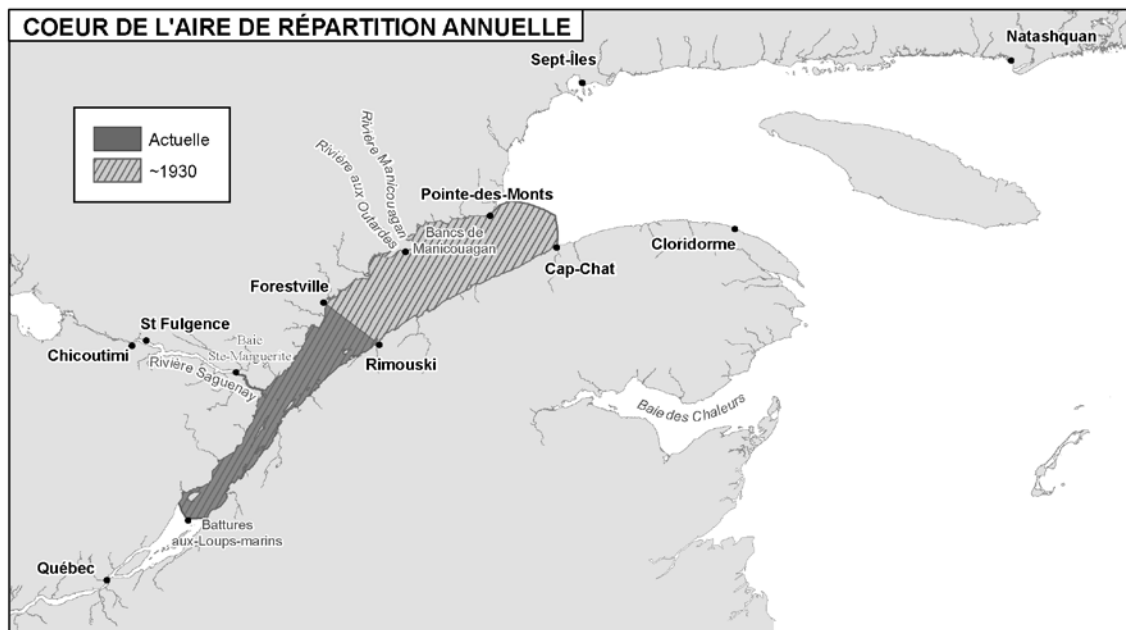 COEUR DE L'AIRE DE RÉPARTITION ANNUELLE
Natashquan
Sept-Îles
Actuelle
~1930
Rivière Manicouagan
Rivière aux Outardes
Pointe-des-Monts
Bancs de
Manicouagan
Cloridorme
Cap-Chat
Forestville
St Fulgence
Baie
Ste-Marguerite
Chicoutimi
Rimouski
Rivière Saguenay
Baie des Chaleurs
Battures
aux-Loups-marins
Québec